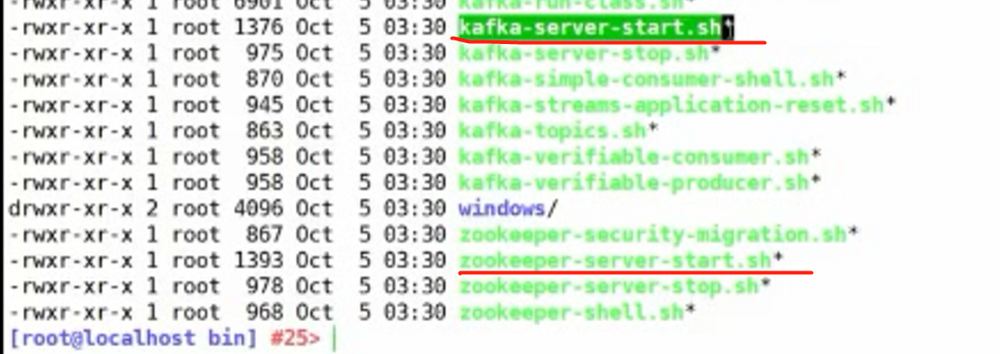 -rwxr-xr-x 1 root 6901 Oct 5 03:30 kafka-run-class.sh*
-rwxr-xr-x 1 root 1376 Oct 5 03:30 kafka-server-start.sh*
-rwxr-xr-x 1 root 975 Oct 5 03:30 kafka-server-stop.sh*
-rwxr-xr-x 1 root 870 Oct 5 03:30 kafka-simple-consumer-shell.sh*
-rwxr-xr-x 1 root 945 Oct 5 03:30 kafka-streams-application-reset.sh*
-rwxr-xr-x 1 root 863 Oct 5 03:30 kafka-topics.sh*
-rwxr-xr-x 1 root 958 Oct 5 03:30 kafka-verifiable-consumer.sh*
-rwxr-xr-x 1 root 958 Oct 5 03:30 kafka-verifiable-producer.sh*
drwxr-xr-x 2 root 4096 Oct 5 03:30 windows/
-rwxr-xr-x 1 root 867 Oct 5 03:30 zookeeper-security-migration.sh*
-rwxr-xr-x 1 root 1393 Oct 5 03:30 zookeeper-server-start.sh*
-rwxr-xr-x 1 root 978 Oct 5 03:30 zookeeper-server-stop.sh*
-rwxr-xr-x 1 root 968 Oct 5 03:30 zookeeper-shell.sh*
[root@localhost bin] #25>